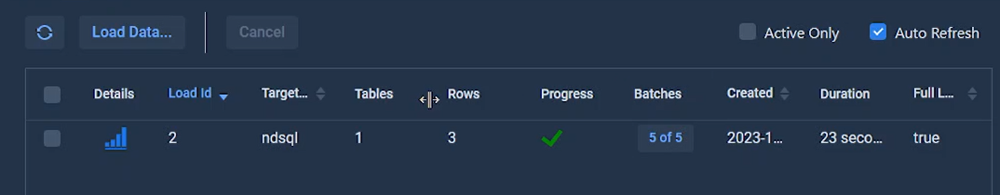 Load Data... Cancel Active Only Auto Refresh
Details Load Id Target... Tables Rows Progress Batches Created Duration Full L...
2 ndsql 1 3 5 of 5 2023-1... 23 seco... true